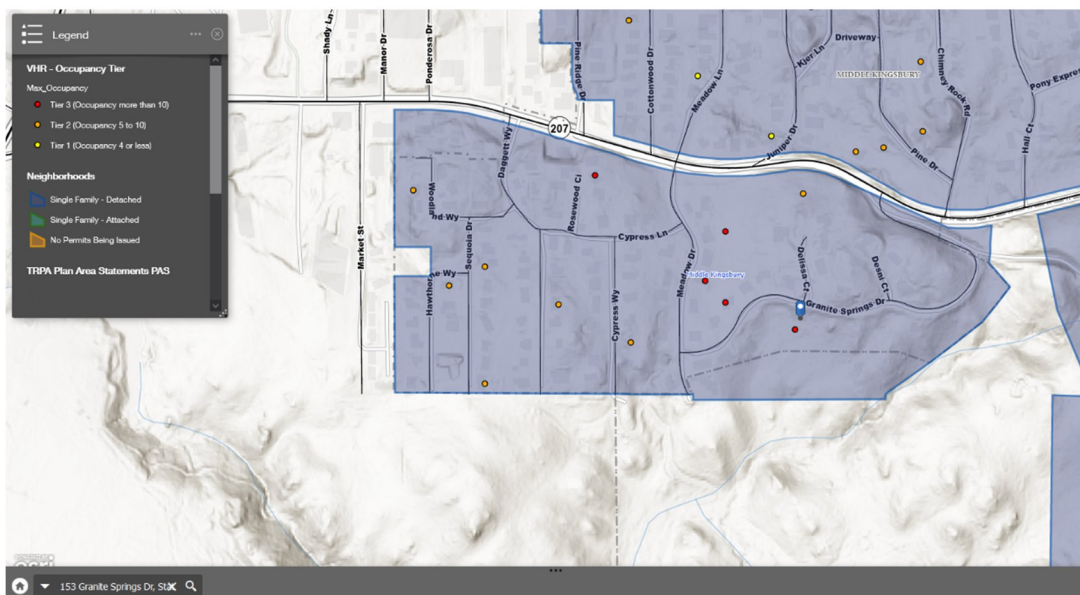 Legend
VHR - Occupancy Tier
Max_Occupancy
Tier 3 (Occupancy more than 10)
Tier 2 (Occupancy 5 to 10)
Tier 1 (Occupancy 4 or less)
Neighborhoods
Single Family - Detached
Single Family - Attached
No Permits Being Issued
TRPA Plan Area Statements PAS
Shady Ln
Manor Dr
Ponderosa Dr
Pine Ridge Dr
Cottonwood Dr
Meadow Ln
Kjer Ln
Driveway
MIDDLE KINGSBURY
Chimney Rock Rd
Pony Express
Hall Ct
207
Juniper Dr
Pine Dr
Daggett Wy
Rosewood Ci
nd Wy
Sequoia Dr
Cypress Ln
Market St
Hawthorne Wy
Cypress Wy
Meadow Dr
Middle Kingsbury
Delissa Ct
Desni Ct
Granite Springs Dr
esri
153 Granite Springs Dr, Sta